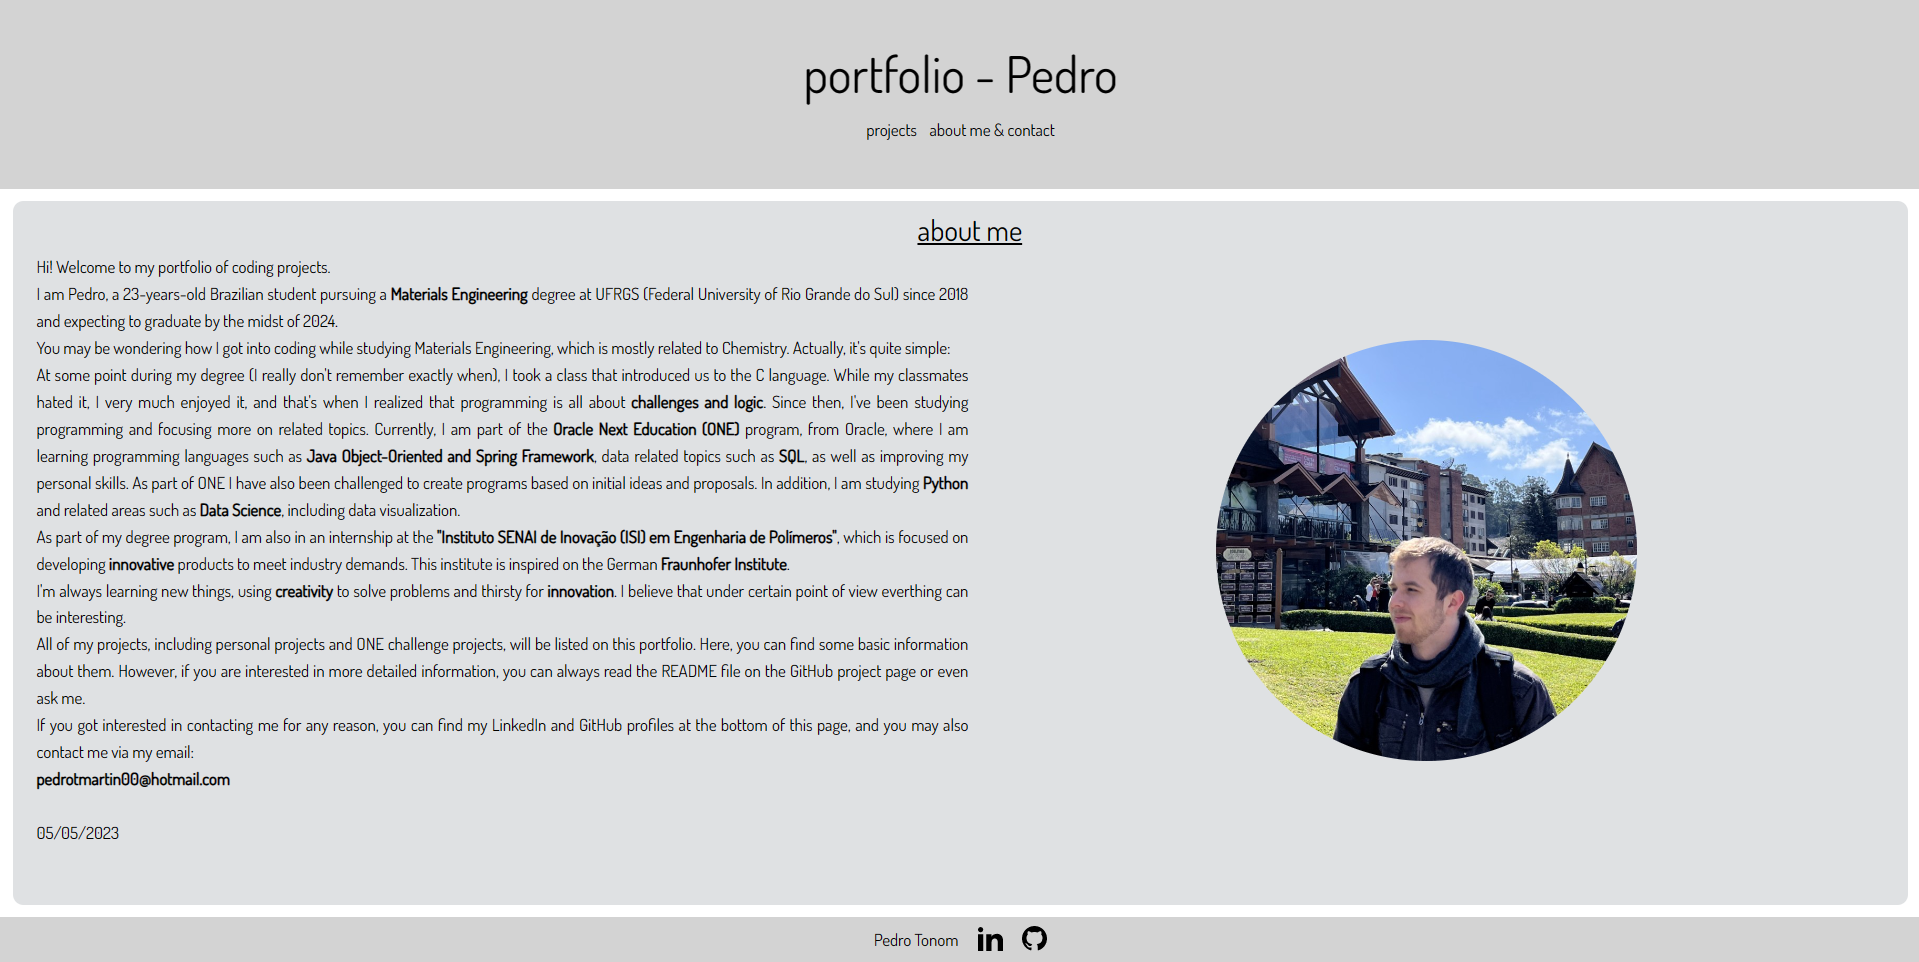 portfolio - Pedro
projects about me & contact
about me
Hi! Welcome to my portfolio of coding projects.
I am Pedro, a 23-years-old Brazilian student pursuing a Materials Engineering degree at UFRGS (Federal University of Rio Grande do Sul) since 2018
and expecting to graduate by the midst of 2024.
You may be wondering how I got into coding while studying Materials Engineering, which is mostly related to Chemistry. Actually, it's quite simple:
At some point during my degree (I really don't remember exactly when), I took a class that introduced us to the C language. While my classmates
hated it, I very much enjoyed it, and that's when I realized that programming is all about challenges and logic. Since then, I've been studying
programming and focusing more on related topics. Currently, I am part of the Oracle Next Education (ONE) program, from Oracle, where I am
learning programming languages such as Java Object-Oriented and Spring Framework, data related topics such as SQL, as well as improving my
personal skills. As part of ONE I have also been challenged to create programs based on initial ideas and proposals. In addition, I am studying Python
and related areas such as Data Science, including data visualization.
As part of my degree program, I am also in an internship at the "Instituto SENAI de Inovação (ISI) em Engenharia de Polímeros", which is focused on
developing innovative products to meet industry demands. This institute is inspired on the German Fraunhofer Institute.
I'm always learning new things, using creativity to solve problems and thirsty for innovation. I believe that under certain point of view everthing can
be interesting.
All of my projects, including personal projects and ONE challenge projects, will be listed on this portfolio. Here, you can find some basic information
about them. However, if you are interested in more detailed information, you can always read the README file on the GitHub project page or even
ask me.
If you got interested in contacting me for any reason, you can find my LinkedIn and GitHub profiles at the bottom of this page, and you may also
contact me via my email:
pedrotmartin00@hotmail.com
05/05/2023
Pedro Tonom in